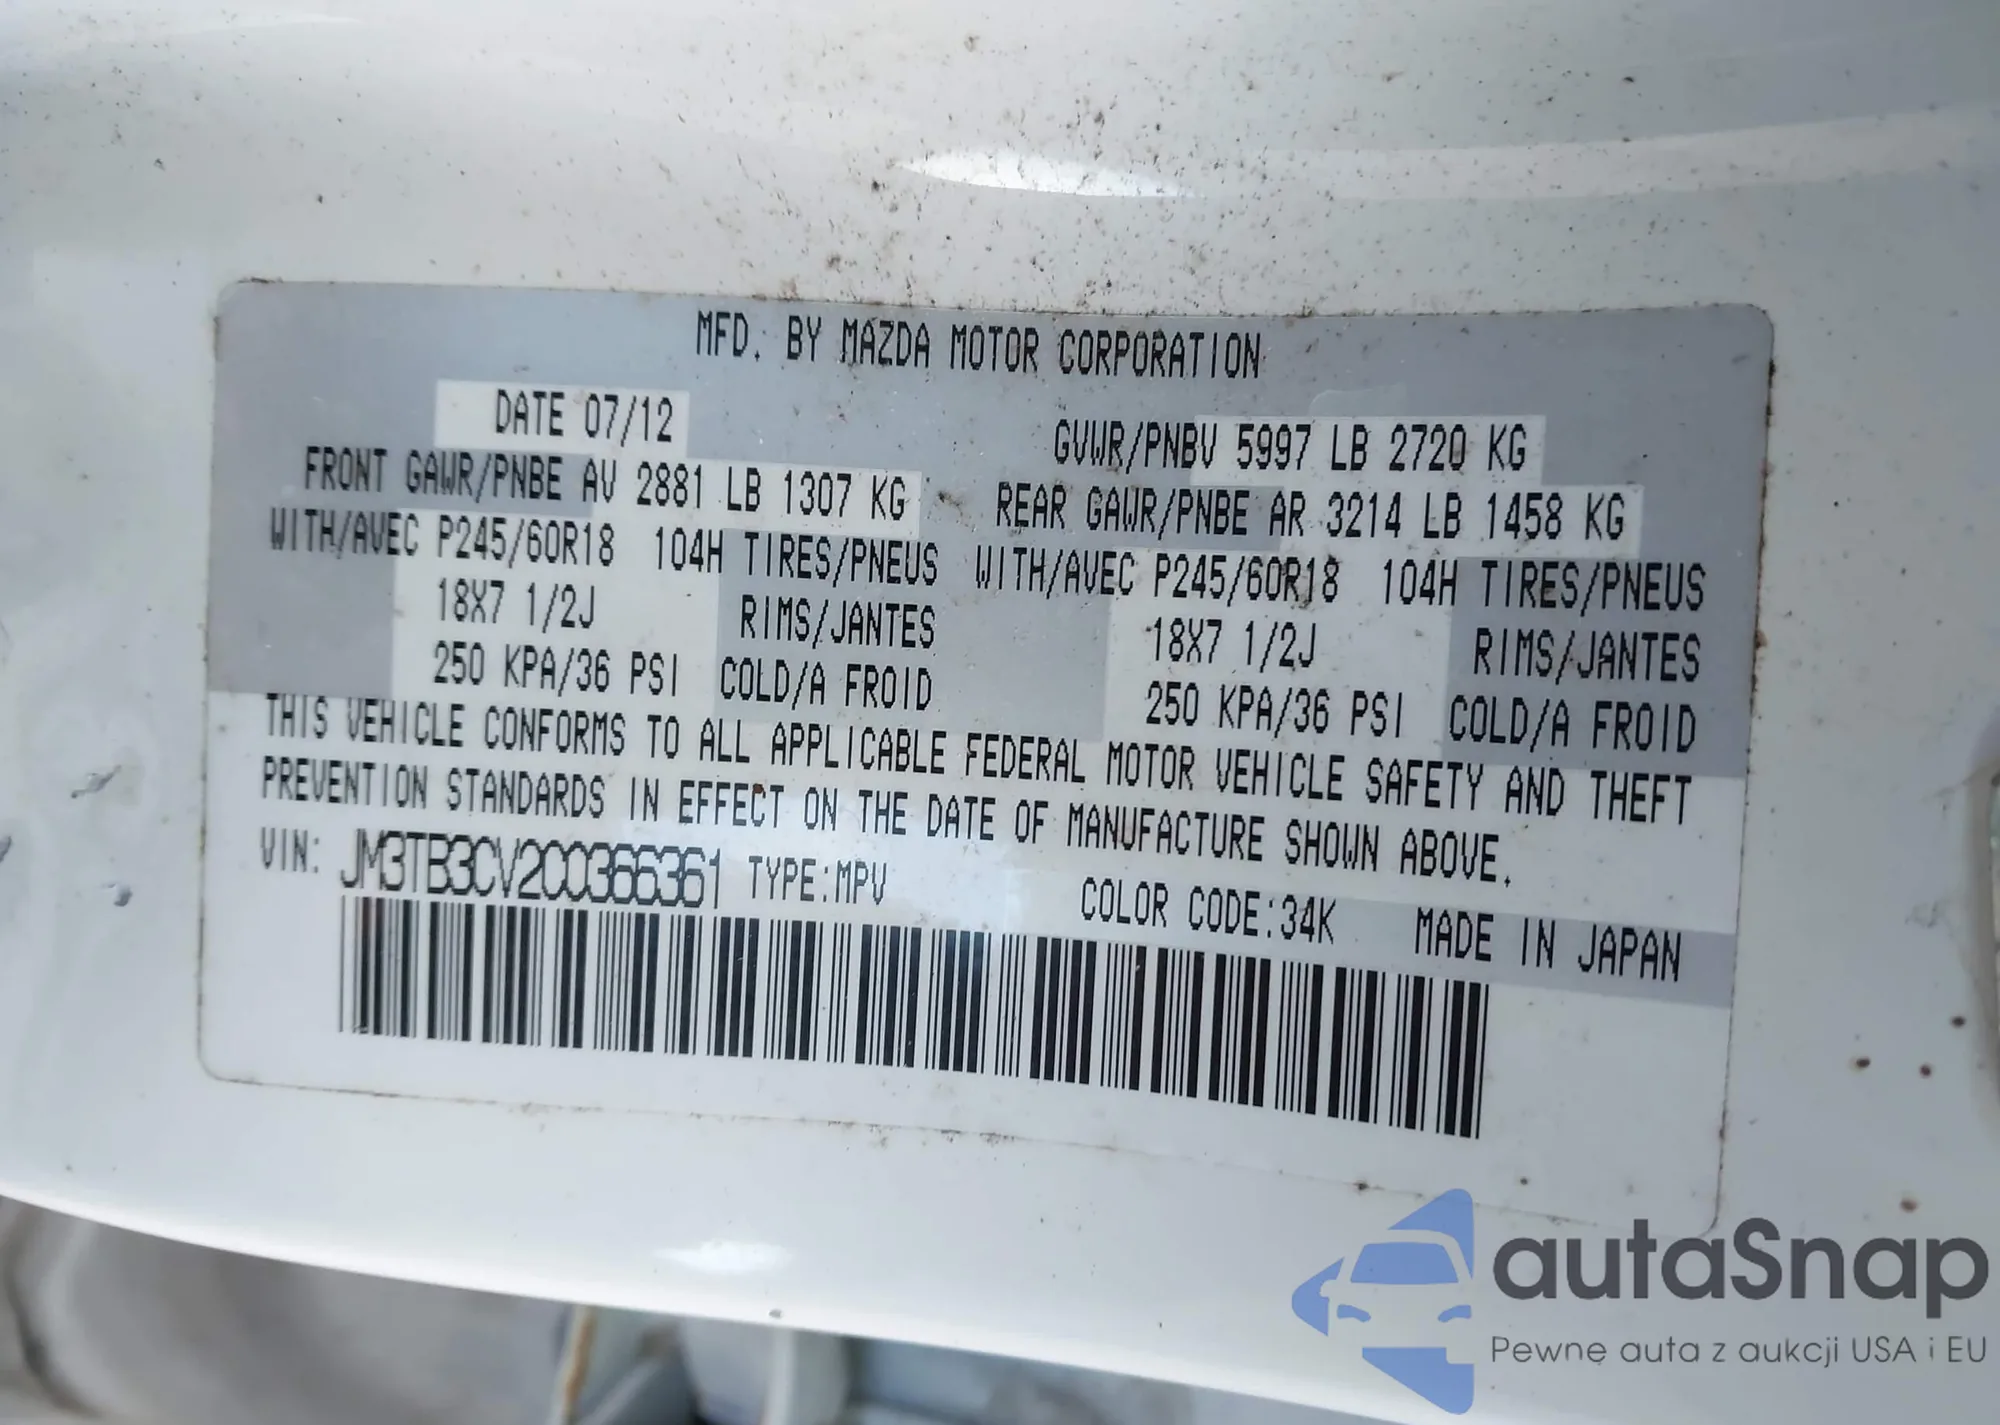 MFD. BY MAZDA MOTOR CORPORATION
DATE 07/12 GVWR/PNBV 5997 LB 2720 KG
FRONT GAWR/PNBE AV 2881 LB 1307 KG REAR GAWR/PNBE AR 3214 LB 1458 KG
WITH/AVEC P245/60R18 104H TIRES/PNEUS WITH/AVEC P245/60R18 104H TIRES/PNEUS
18X7 1/2J RIMS/JANTES 18X7 1/2J RIMS/JANTES
250 KPA/36 PSI COLD/A FROID 250 KPA/36 PSI COLD/A FROID
THIS VEHICLE CONFORMS TO ALL APPLICABLE FEDERAL MOTOR VEHICLE SAFETY AND THEFT
PREVENTION STANDARDS IN EFFECT ON THE DATE OF MANUFACTURE SHOWN ABOVE.
VIN: JM3TB3CV2C0366361 TYPE:MPV COLOR CODE:34K MADE IN JAPAN
autaSnap
Pewne auta z aukcji USA i EU